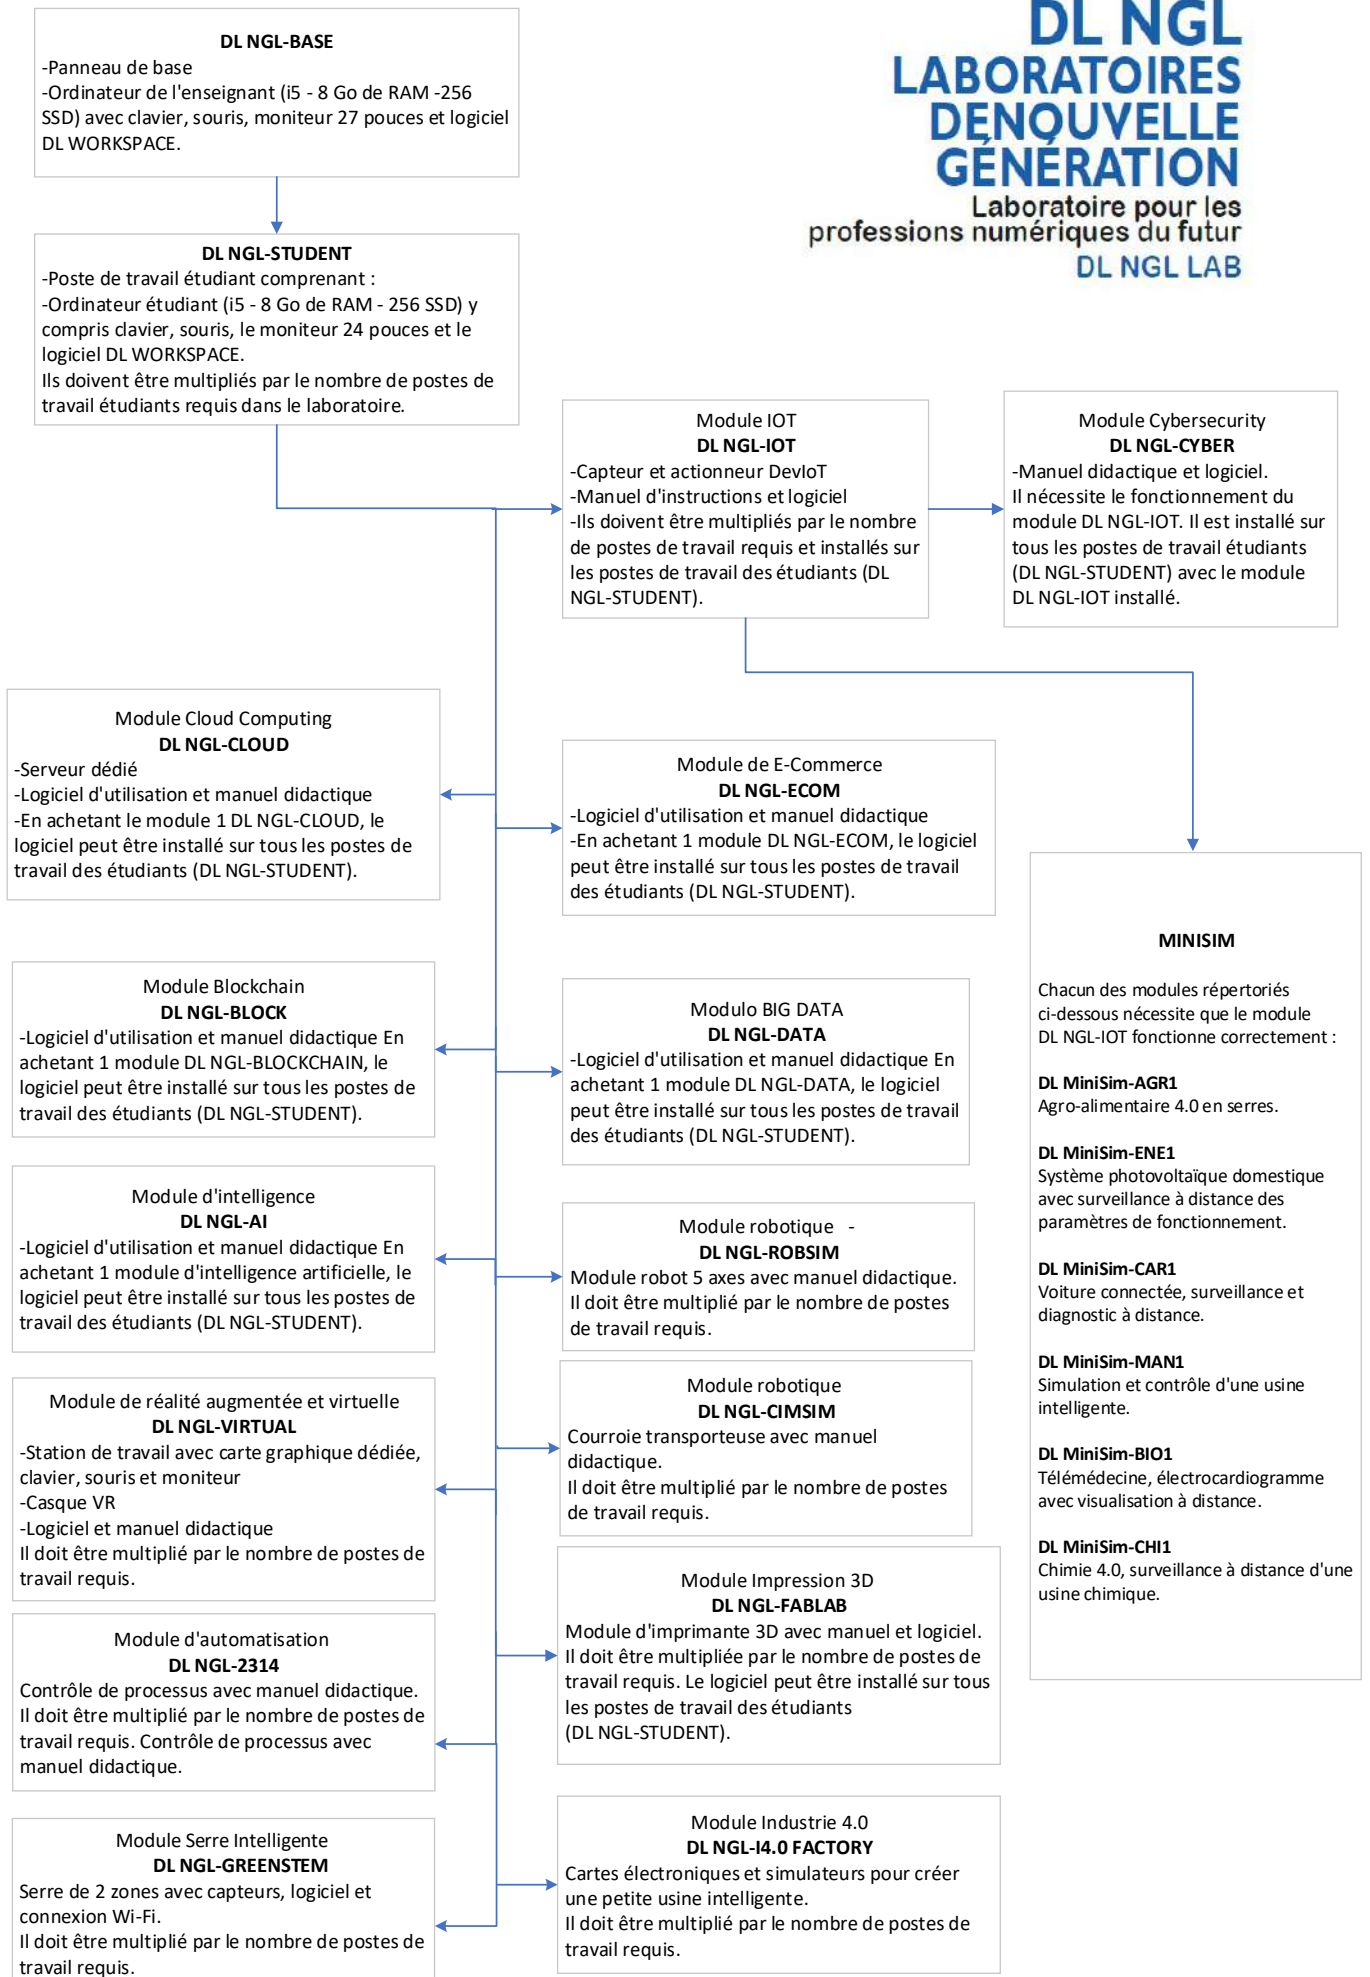 DL NGL
LABORATOIRES
DENOUVELLE
GÉNÉRATION
Laboratoire pour les
professions numériques du futur
DL NGL LAB
DL NGL-BASE
-Panneau de base
-Ordinateur de l'enseignant (i5 - 8 Go de RAM -256
SSD) avec clavier, souris, moniteur 27 pouces et logiciel
DL WORKSPACE.
DL NGL-STUDENT
-Poste de travail étudiant comprenant :
-Ordinateur étudiant (i5 - 8 Go de RAM - 256 SSD) y
compris clavier, souris, le moniteur 24 pouces et le
logiciel DL WORKSPACE.
Ils doivent être multipliés par le nombre de postes de
travail étudiants requis dans le laboratoire.
Module IOT
DL NGL-IOT
-Capteur et actionneur DevIoT
-Manuel d'instructions et logiciel
-Ils doivent être multipliés par le nombre
de postes de travail requis et installés sur
les postes de travail des étudiants (DL
NGL-STUDENT).
Module Cybersecurity
DL NGL-CYBER
-Manuel didactique et logiciel.
Il nécessite le fonctionnement du
module DL NGL-IOT. Il est installé sur
tous les postes de travail étudiants
(DL NGL-STUDENT) avec le module
DL NGL-IOT installé.
Module Cloud Computing
DL NGL-CLOUD
-Serveur dédié
-Logiciel d'utilisation et manuel didactique
-En achetant le module 1 DL NGL-CLOUD, le
logiciel peut être installé sur tous les postes de
travail des étudiants (DL NGL-STUDENT).
Module de E-Commerce
DL NGL-ECOM
-Logiciel d'utilisation et manuel didactique
-En achetant 1 module DL NGL-ECOM, le logiciel
peut être installé sur tous les postes de travail
des étudiants (DL NGL-STUDENT).
Module Blockchain
DL NGL-BLOCK
-Logiciel d'utilisation et manuel didactique En
achetant 1 module DL NGL-BLOCKCHAIN, le
logiciel peut être installé sur tous les postes de
travail des étudiants (DL NGL-STUDENT).
Modulo BIG DATA
DL NGL-DATA
-Logiciel d'utilisation et manuel didactique En
achetant 1 module DL NGL-DATA, le logiciel
peut être installé sur tous les postes de travail
des étudiants (DL NGL-STUDENT).
Module d'intelligence
DL NGL-AI
-Logiciel d'utilisation et manuel didactique En
achetant 1 module d'intelligence artificielle, le
logiciel peut être installé sur tous les postes de
travail des étudiants (DL NGL-STUDENT).
Module robotique -
DL NGL-ROBSIM
Module robot 5 axes avec manuel didactique.
Il doit être multiplié par le nombre de postes
de travail requis.
Module de réalité augmentée et virtuelle
DL NGL-VIRTUAL
-Station de travail avec carte graphique dédiée,
clavier, souris et moniteur
-Casque VR
-Logiciel et manuel didactique
Il doit être multiplié par le nombre de postes de
travail requis.
Module robotique
DL NGL-CIMSIM
Courroie transporteuse avec manuel
didactique.
Il doit être multiplié par le nombre de postes
de travail requis.
Module d'automatisation
DL NGL-2314
Contrôle de processus avec manuel didactique.
Il doit être multiplié par le nombre de postes de
travail requis. Contrôle de processus avec
manuel didactique.
Module Impression 3D
DL NGL-FABLAB
Module d'imprimante 3D avec manuel et logiciel.
Il doit être multipliée par le nombre de postes de
travail requis. Le logiciel peut être installé sur tous
les postes de travail des étudiants
(DL NGL-STUDENT).
Module Serre Intelligente
DL NGL-GREENSTEM
Serre de 2 zones avec capteurs, logiciel et
connexion Wi-Fi.
Il doit être multiplié par le nombre de postes de
travail requis.
Module Industrie 4.0
DL NGL-I4.0 FACTORY
Cartes électroniques et simulateurs pour créer
une petite usine intelligente.
Il doit être multiplié par le nombre de postes de
travail requis.
MINISIM
Chacun des modules répertoriés
ci-dessous nécessite que le module
DL NGL-IOT fonctionne correctement :
DL MiniSim-AGR1
Agro-alimentaire 4.0 en serres.
DL MiniSim-ENE1
Système photovoltaïque domestique
avec surveillance à distance des
paramètres de fonctionnement.
DL MiniSim-CAR1
Voiture connectée, surveillance et
diagnostic à distance.
DL MiniSim-MAN1
Simulation et contrôle d'une usine
intelligente.
DL MiniSim-BIO1
Télémédecine, électrocardiogramme
avec visualisation à distance.
DL MiniSim-CHI1
Chimie 4.0, surveillance à distance d'une
usine chimique.